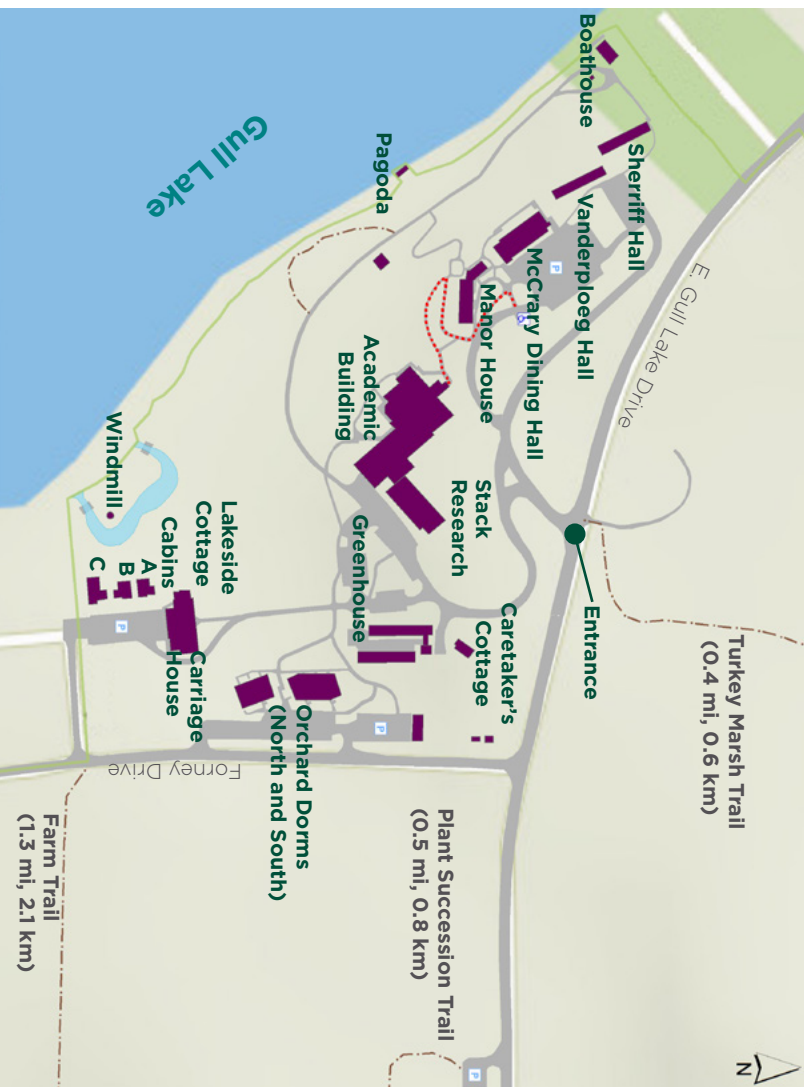 Turkey Marsh Trail
(0.4 mi, 0.6 km)
E. Gull Lake Drive
Entrance
Boathouse
Sherriff Hall
Vanderploeg Hall
McCrary Dining Hall
Manor House
P
Pagoda
Gull Lake
Academic
Building
Stack
Research
Greenhouse
Caretaker's
Cottage
P
Orchard Dorms
(North and South)
Carriage
House
Lakeside
Cottage
Cabins
A
B
C
P
Windmill
Forney Drive
Plant Succession Trail
(0.5 mi, 0.8 km)
P
Farm Trail
(1.3 mi, 2.1 km)
N